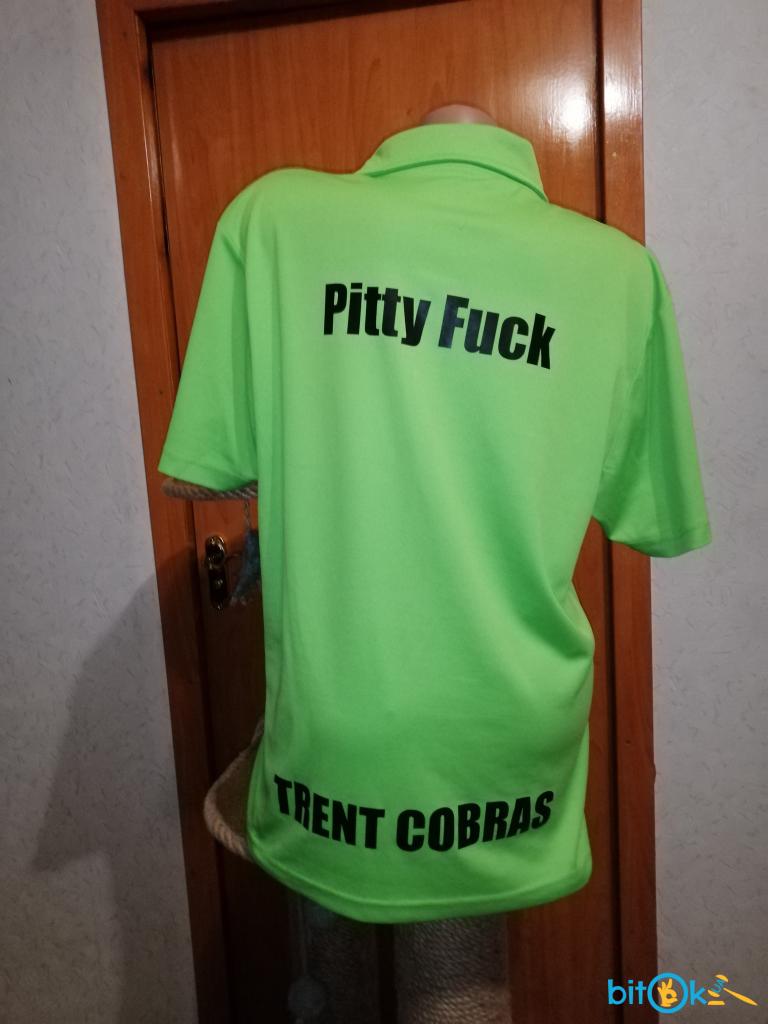 Pitty Fuck
TRENT COBRAS
bitOk